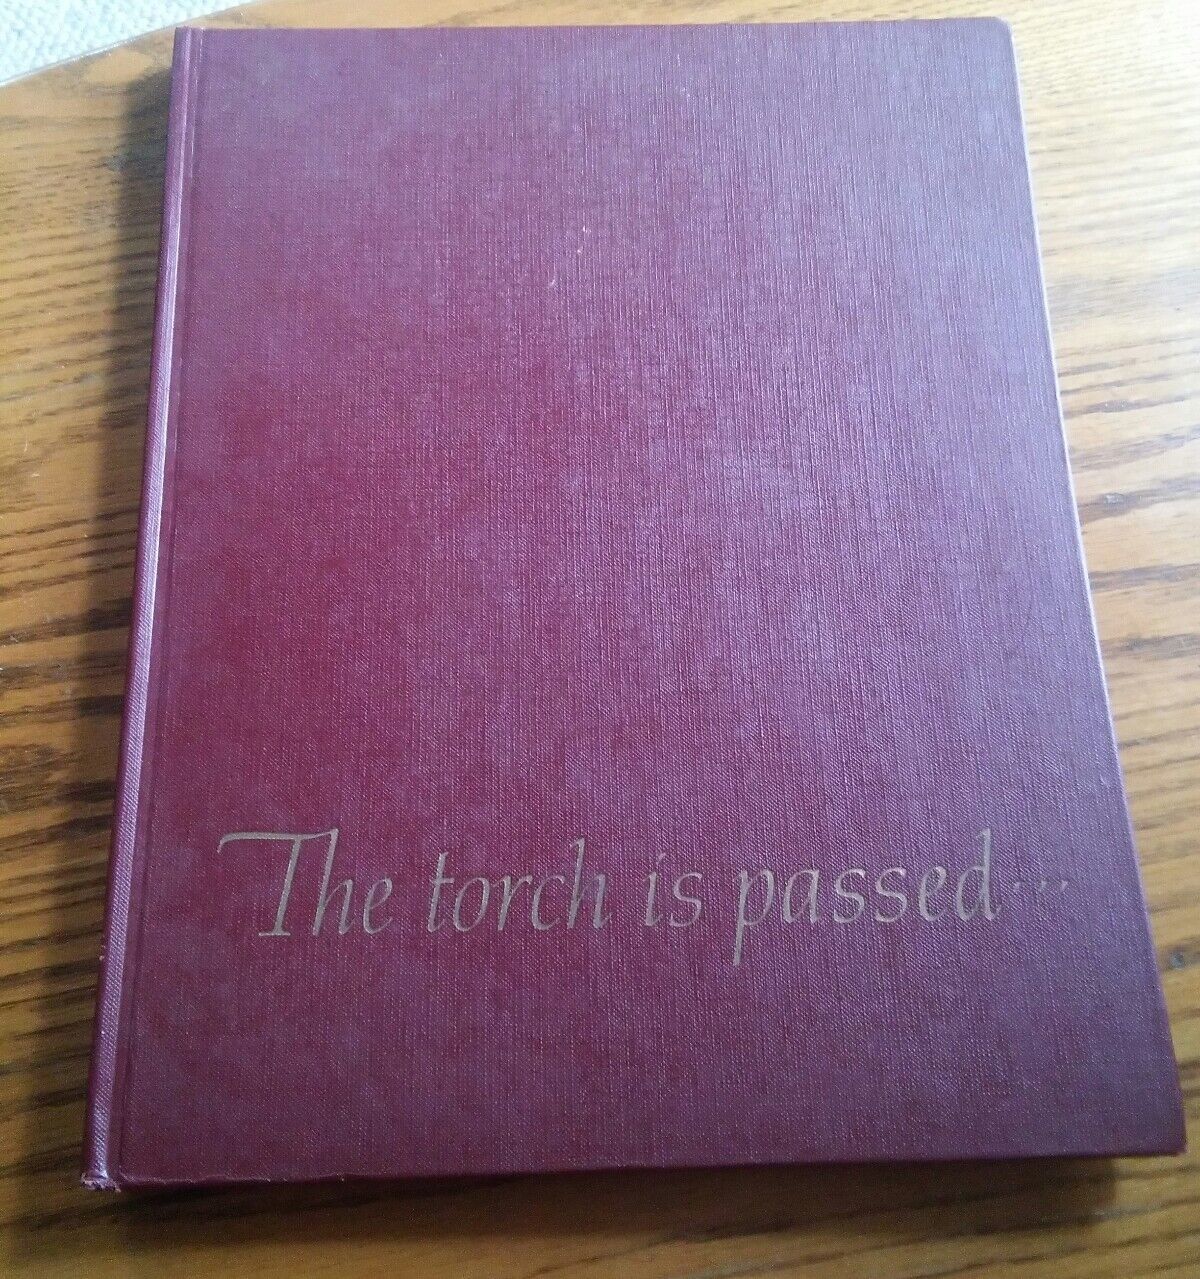 The torch is passed...